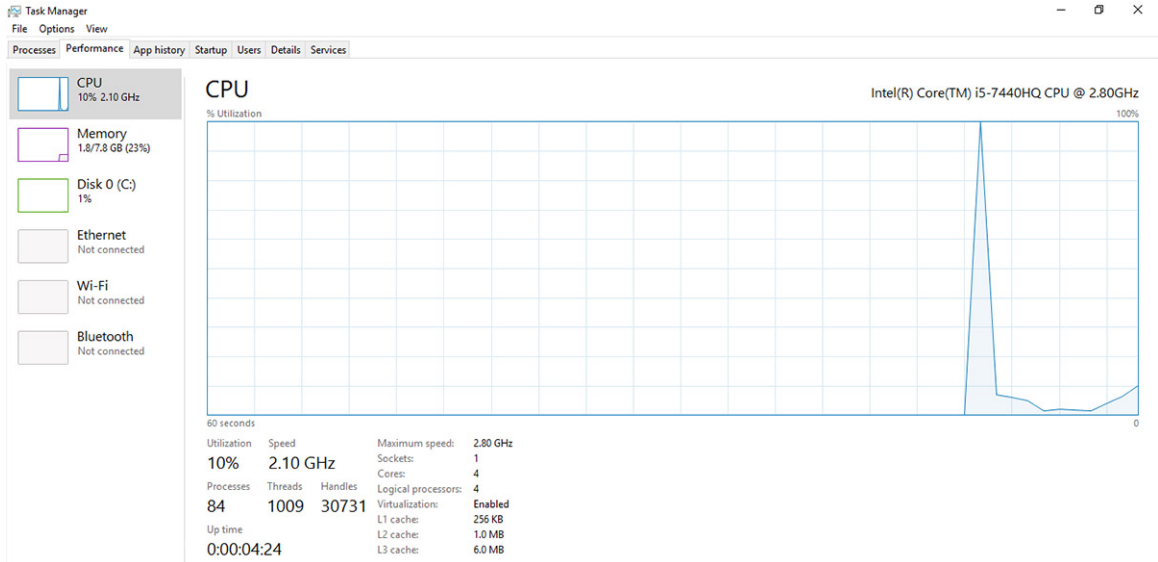 Task Manager
File Options View
Processes Performance App history Startup Users Details Services
CPU
10% 2.10 GHz
Memory
1.8/7.8 GB (23%)
Disk 0 (C:)
1%
Ethernet
Not connected
Wi-Fi
Not connected
Bluetooth
Not connected
CPU
Intel(R) Core(TM) i5-7440HQ CPU @ 2.80GHz
% Utilization 100%
60 seconds 0
Utilization Speed
10% 2.10 GHz
Processes Threads Handles
84 1009 30731
Up time
0:00:04:24
Maximum speed: 2.80 GHz
Sockets: 1
Cores: 4
Logical processors: 4
Virtualization: Enabled
L1 cache: 256 KB
L2 cache: 1.0 MB
L3 cache: 6.0 MB